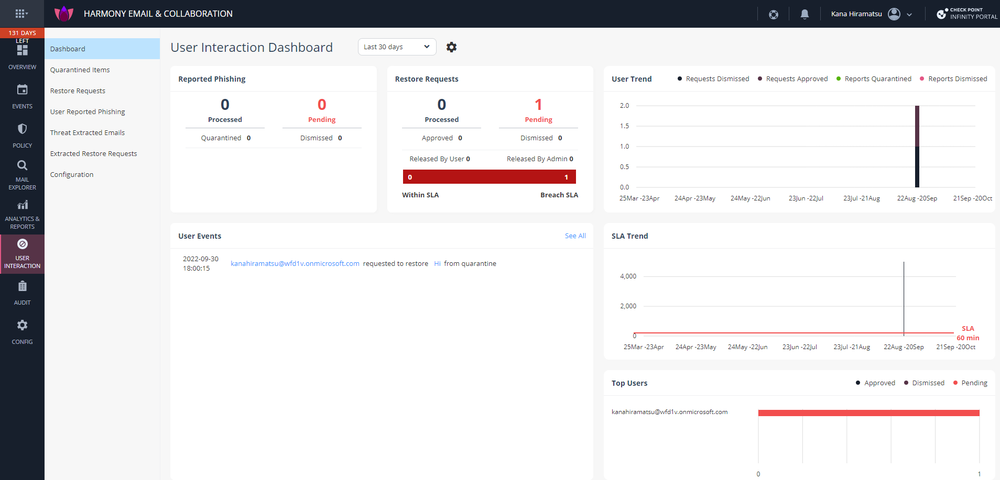 HARMONY EMAIL & COLLABORATION
Kana Hiramatsu
CHECK POINT
INFINITY PORTAL
131 DAYS
LEFT
OVERVIEW
EVENTS
POLICY
MAIL
EXPLORER
ANALYTICS &
REPORTS
USER
INTERACTION
AUDIT
CONFIG
Dashboard
Quarantined Items
Restore Requests
User Reported Phishing
Threat Extracted Emails
Extracted Restore Requests
Configuration
User Interaction Dashboard
Last 30 days
Reported Phishing
0 0
Processed Pending
Quarantined 0 Dismissed 0
Restore Requests
0 1
Processed Pending
Approved 0 Dismissed 0
Released By User 0 Released By Admin 0
0 1
Within SLA Breach SLA
User Trend Requests Dismissed Requests Approved Reports Quarantined Reports Dismissed
2.0
1.5
1.0
0.5
0.0
25Mar -23Apr 24Apr -23May 24May -22Jun 23Jun -22Jul 23Jul -21Aug 22Aug -20Sep 21Sep -20Oct
User Events See All
2022-09-30
18:00:15
kanahiramatsu@wfd1v.onmicrosoft.com requested to restore Hi from quarantine
SLA Trend
4,000
2,000
0
SLA
60 min
25Mar -23Apr 24Apr -23May 24May -22Jun 23Jun -22Jul 23Jul -21Aug 22Aug -20Sep 21Sep -20Oct
Top Users Approved Dismissed Pending
kanahiramatsu@wfd1v.onmicrosoft.com
0 1